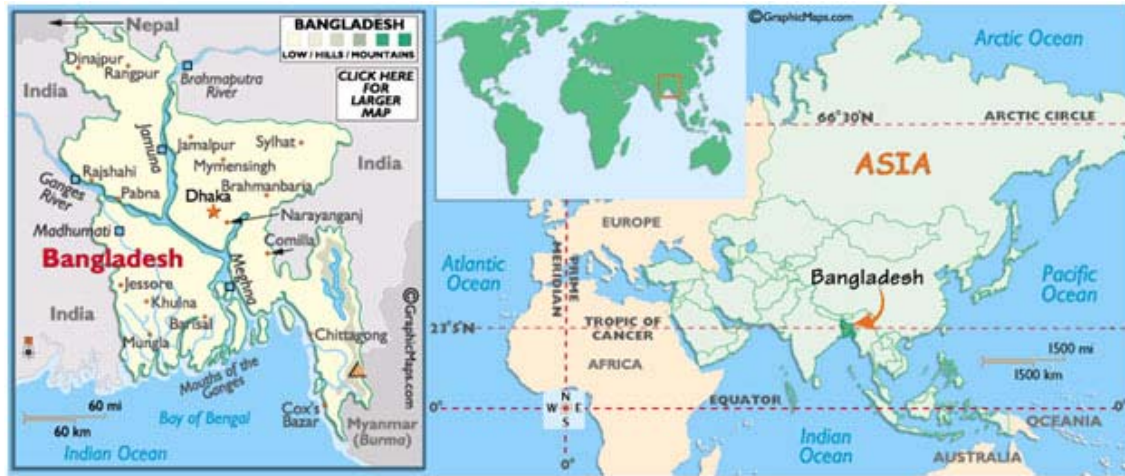 Nepal
BANGLADESH
LOW / HILLS / MOUNTAINS
CLICK HERE
FOR
LARGER
MAP
Dinajpur
Rangpur
Brahmaputra
River
India
Jamuna
Jamalpur
Sylhat
Mymensingh
India
Rajshahi
Ganges
River
Pabna
Brahmanbaria
Dhaka
Narayanganj
Madhumati
Comilla
Bangladesh
Meghna
Jessore
Khulna
India
Barisal
Chittagong
Mungla
Mouths of the
Ganges
60 mi
60 km
Bay of Bengal
Cox's
Bazar
Myanmar
(Burma)
Indian Ocean
©GraphicMaps.com
©GraphicMaps.com
Arctic Ocean
66°30'N
ARCTIC CIRCLE
ASIA
EUROPE
Atlantic
Ocean
MERIDIAN
PRIME
Bangladesh
Pacific
Ocean
23°5'N
TROPIC OF
CANCER
AFRICA
1500 mi
1500 km
0°
N
W E
S
EQUATOR
0°
0°
Indian
Ocean
OCEANIA
AUSTRALIA